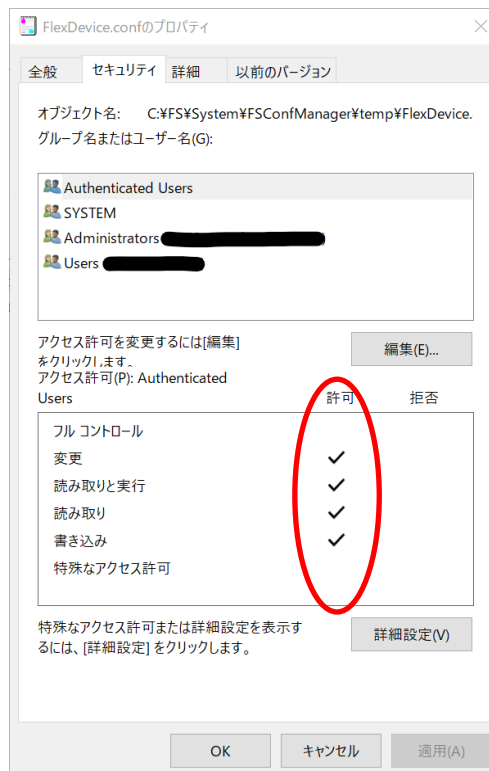 FlexDevice.confのプロパティ
全般 セキュリティ 詳細 以前のバージョン
オブジェクト名: C:¥FS¥System¥FSConfManager¥temp¥FlexDevice.
グループ名またはユーザー名(G):
Authenticated Users
SYSTEM
Administrators
Users
アクセス許可を変更するには[編集]
をクリックします。
編集(E)...
アクセス許可(P): Authenticated
Users
許可 拒否
フル コントロール
変更
読み取りと実行
読み取り
書き込み
特殊なアクセス許可
特殊なアクセス許可または詳細設定を表示す
るには、[詳細設定] をクリックします。
詳細設定(V)
OK キャンセル 適用(A)